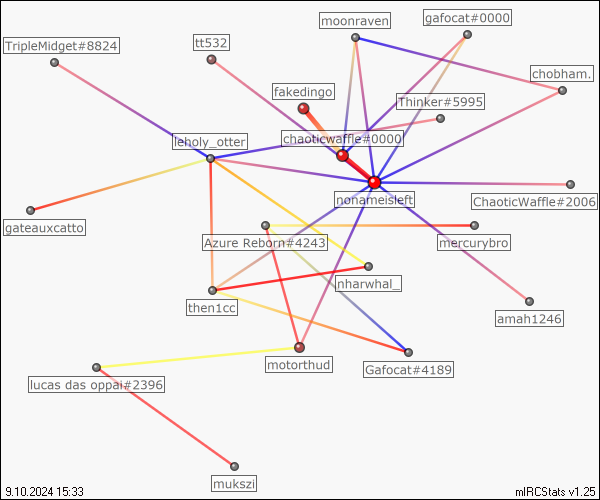 moonraven
gafocat#0000
TripleMidget#8824
tt532
chobham.
fakedingo
Thinker#5995
leholy_otter
chaoticwaffle#0000
nonameisleft
ChaoticWaffle#2006
gateauxcatto
Azure Reborn#4243
mercurybro
nharwhal_
then1cc
amah1246
motorthud
Gafocat#4189
lucas das oppai#2396
mukszi
9.10.2024 15:33
mIRCStats v1.25